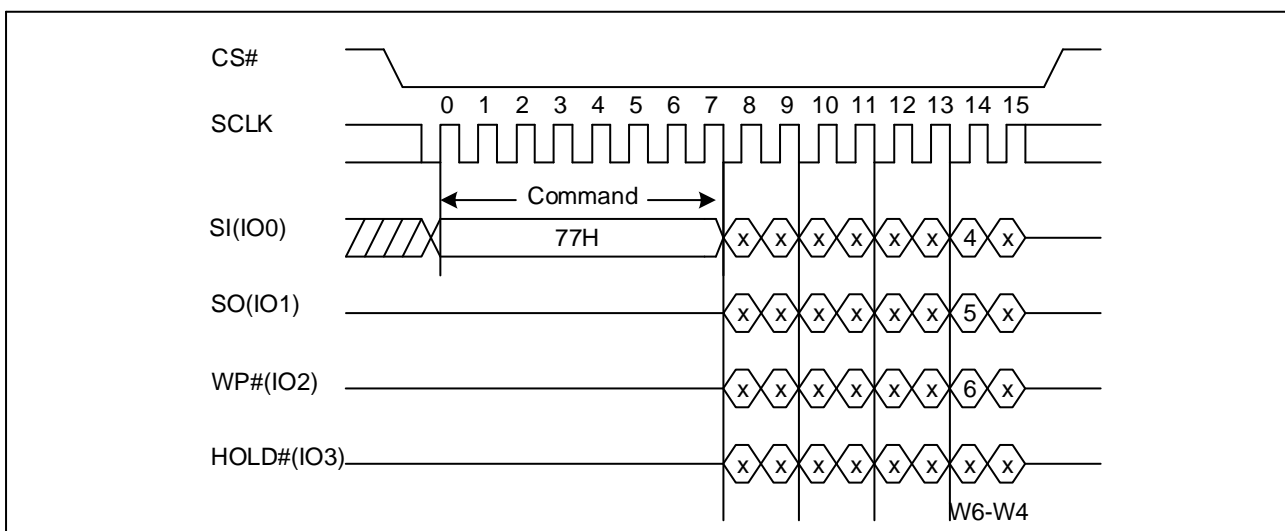 CS#
0 1 2 3 4 5 6 7 8 9 10 11 12 13 14 15
SCLK
Command
SI(IO0)
77H x x x x x x 4 x
SO(IO1)
x x x x x x 5 x
WP#(IO2)
x x x x x x 6 x
HOLD#(IO3)
x x x x x x x x
W6-W4